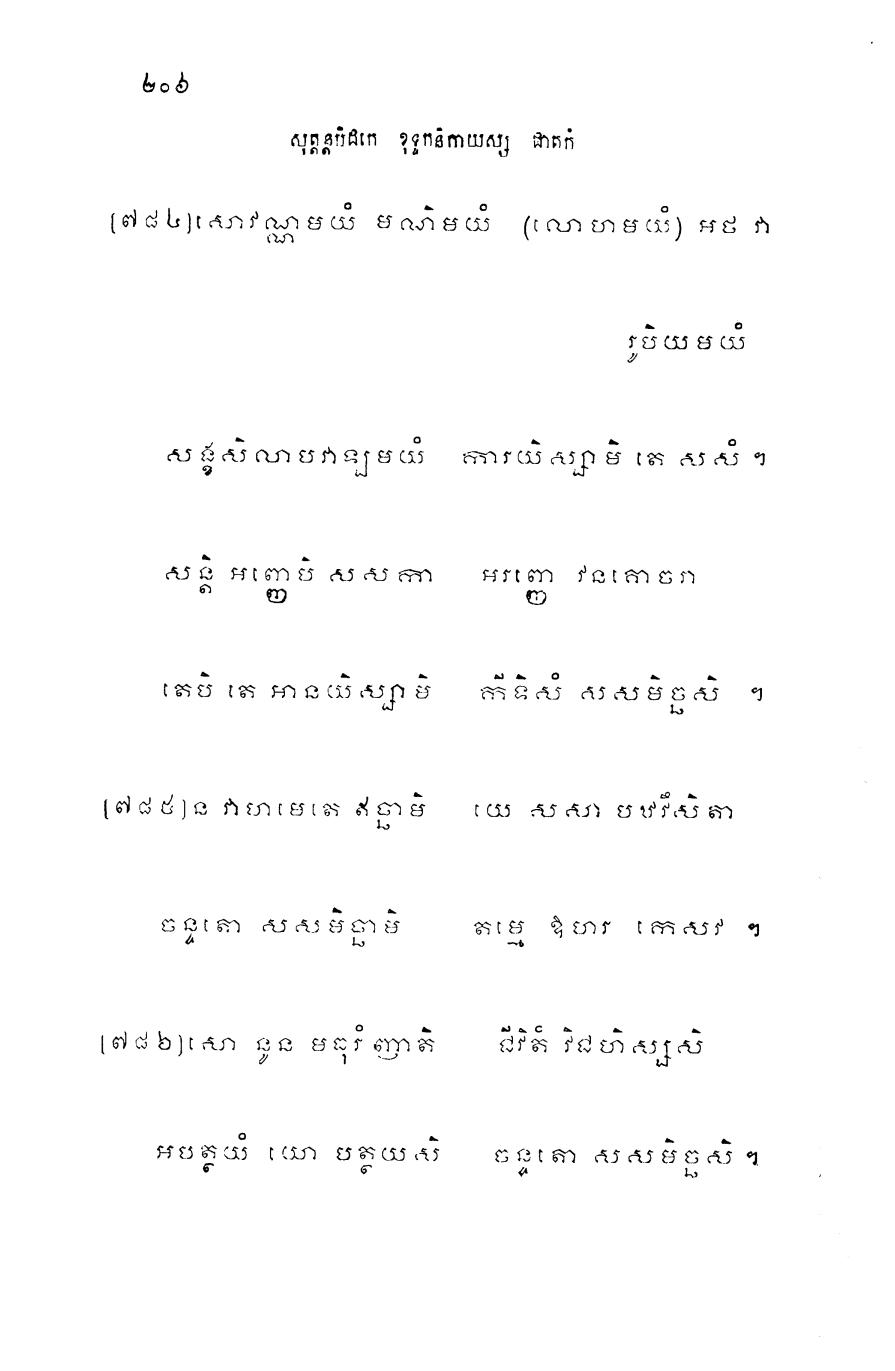 ២០៦
សុត្តន្តបិដកេ ខុទ្ទកនិកាយស្ស ជាតកំ
[៧៨៤] សោវណ្ណមយំ មណិមយំ (លោហមយំ) អថ វា
រូបិយមយំ
សង្ខសិលាបវាឡ្បមយំ ការយិស្សាមិ តេ សសំ ។
សន្តិ អញ្ញេបិ សសកា អរញ្ញេ វនគោចរា
តេបិ តេ អានយិស្សាមិ កីទិសំ សសមិច្ឆសិ ។
[៧៨៥] ន វាហមេតេ ឥច្ឆាមិ យេ សសា បឋវីសិតា
ចន្ទតោ សសមិច្ឆាមិ តម្មេ ឱហរ កេសវ ។
[៧៨៦] សោ នូន មធុរំ ញាតិ ជីវិតំ វិជហិស្សសិ
អបត្ថយំ យោ បត្ថយសិ ចន្ទតោ សសមិច្ឆសិ ។